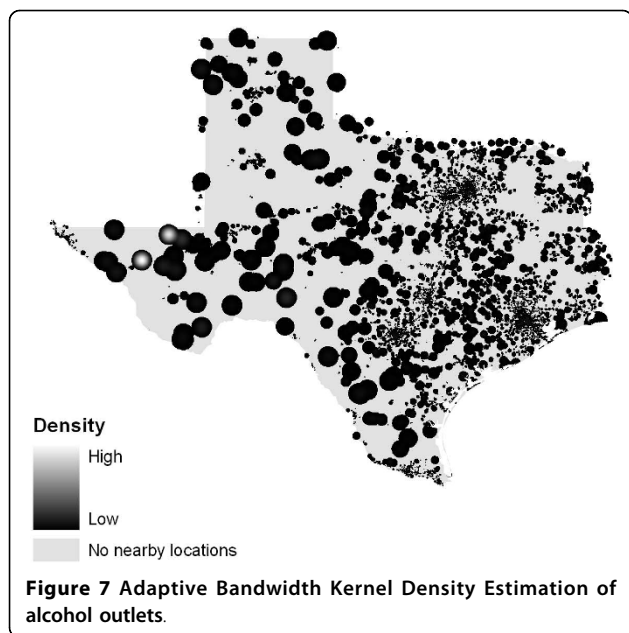 Density
High
Low
No nearby locations
Figure 7 Adaptive Bandwidth Kernel Density Estimation of
alcohol outlets.